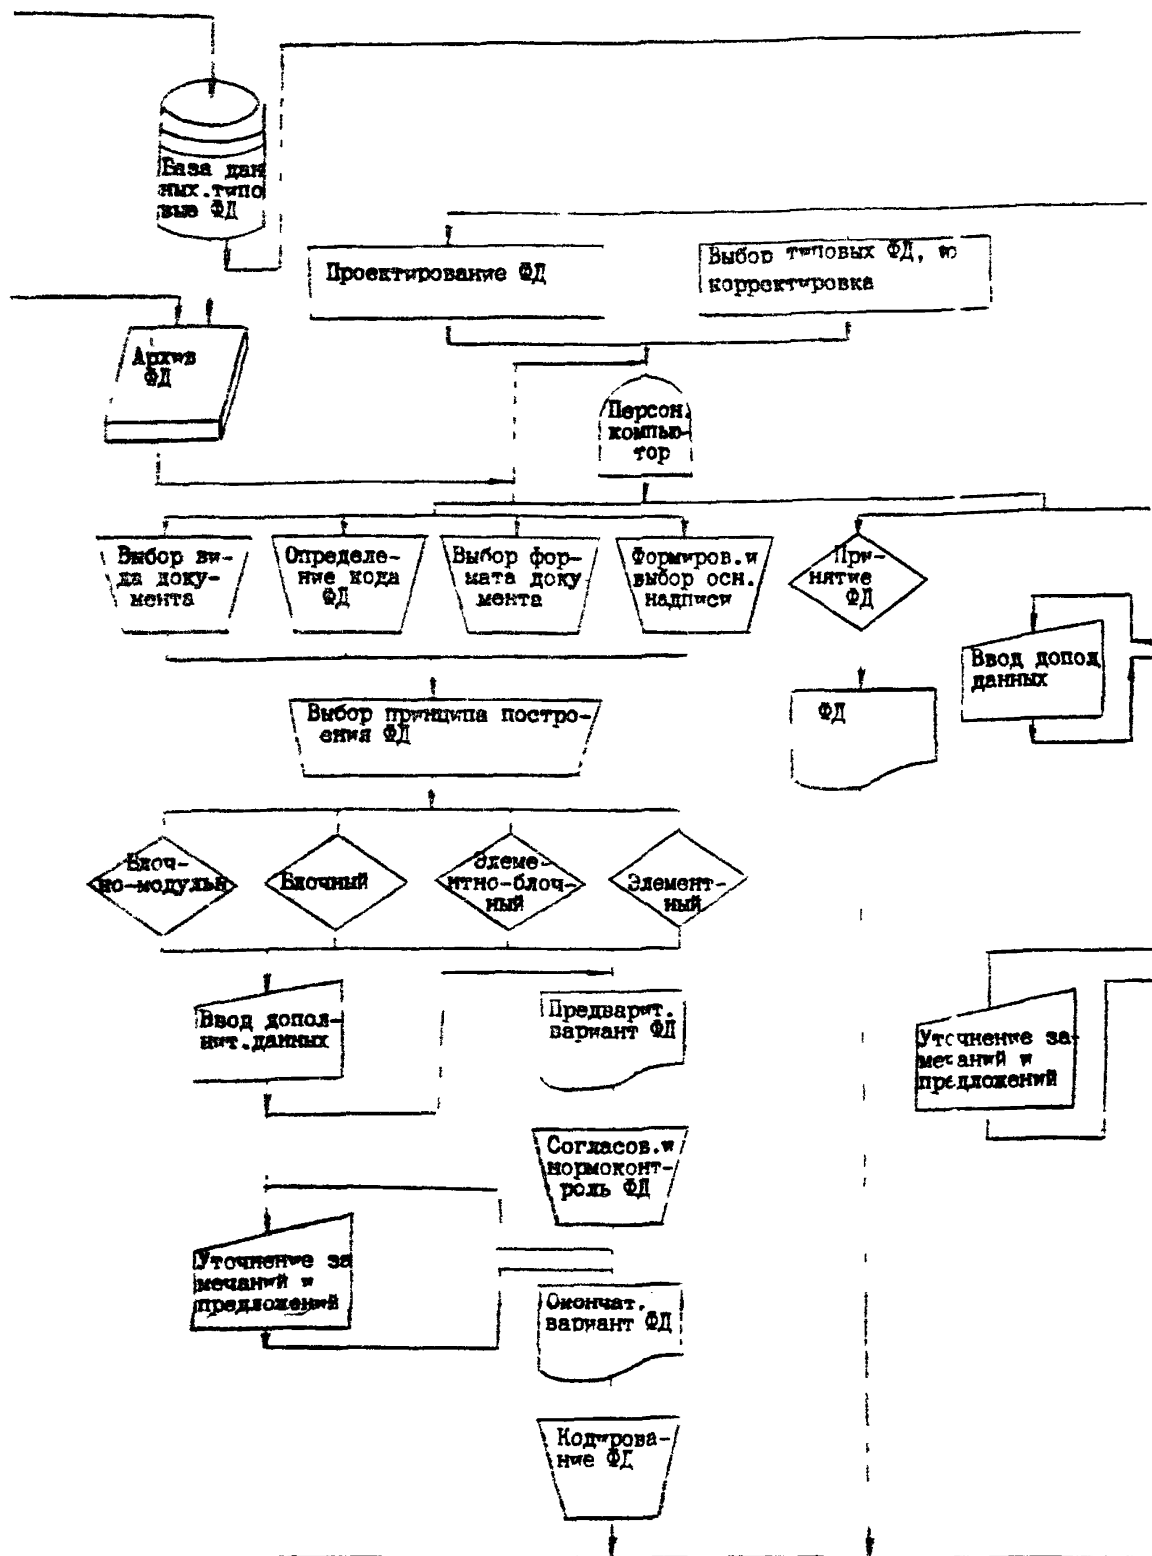 База дан
ных.типо
вые ФД
Проектирование ФД
Выбор типовых ФД, их
корректировка
Архив
ФД
Персон.
компью-
тор
Выбор ви-
да доку-
мента
Определе-
ние кода
ФД
Выбор фор-
мата доку
мента
Формиров.и
выбор осн.
надписи
При-
нятие
ФД
Ввод допол
данных
Выбор принципа постро-
ения ФД
ФД
Блоч-
но-модульн
Блочный
Элеме-
нтно-блоч-
ный
Элемент-
ный
Ввод допол-
нит.данных
Предварит.
вариант ФД
Уточнение за-
мечаний и
предложений
Согласов.и
нормоконт-
роль ФД
Уточнение за
мечаний и
предложений
Окончат.
вариант ФД
Кодирова-
ние ФД